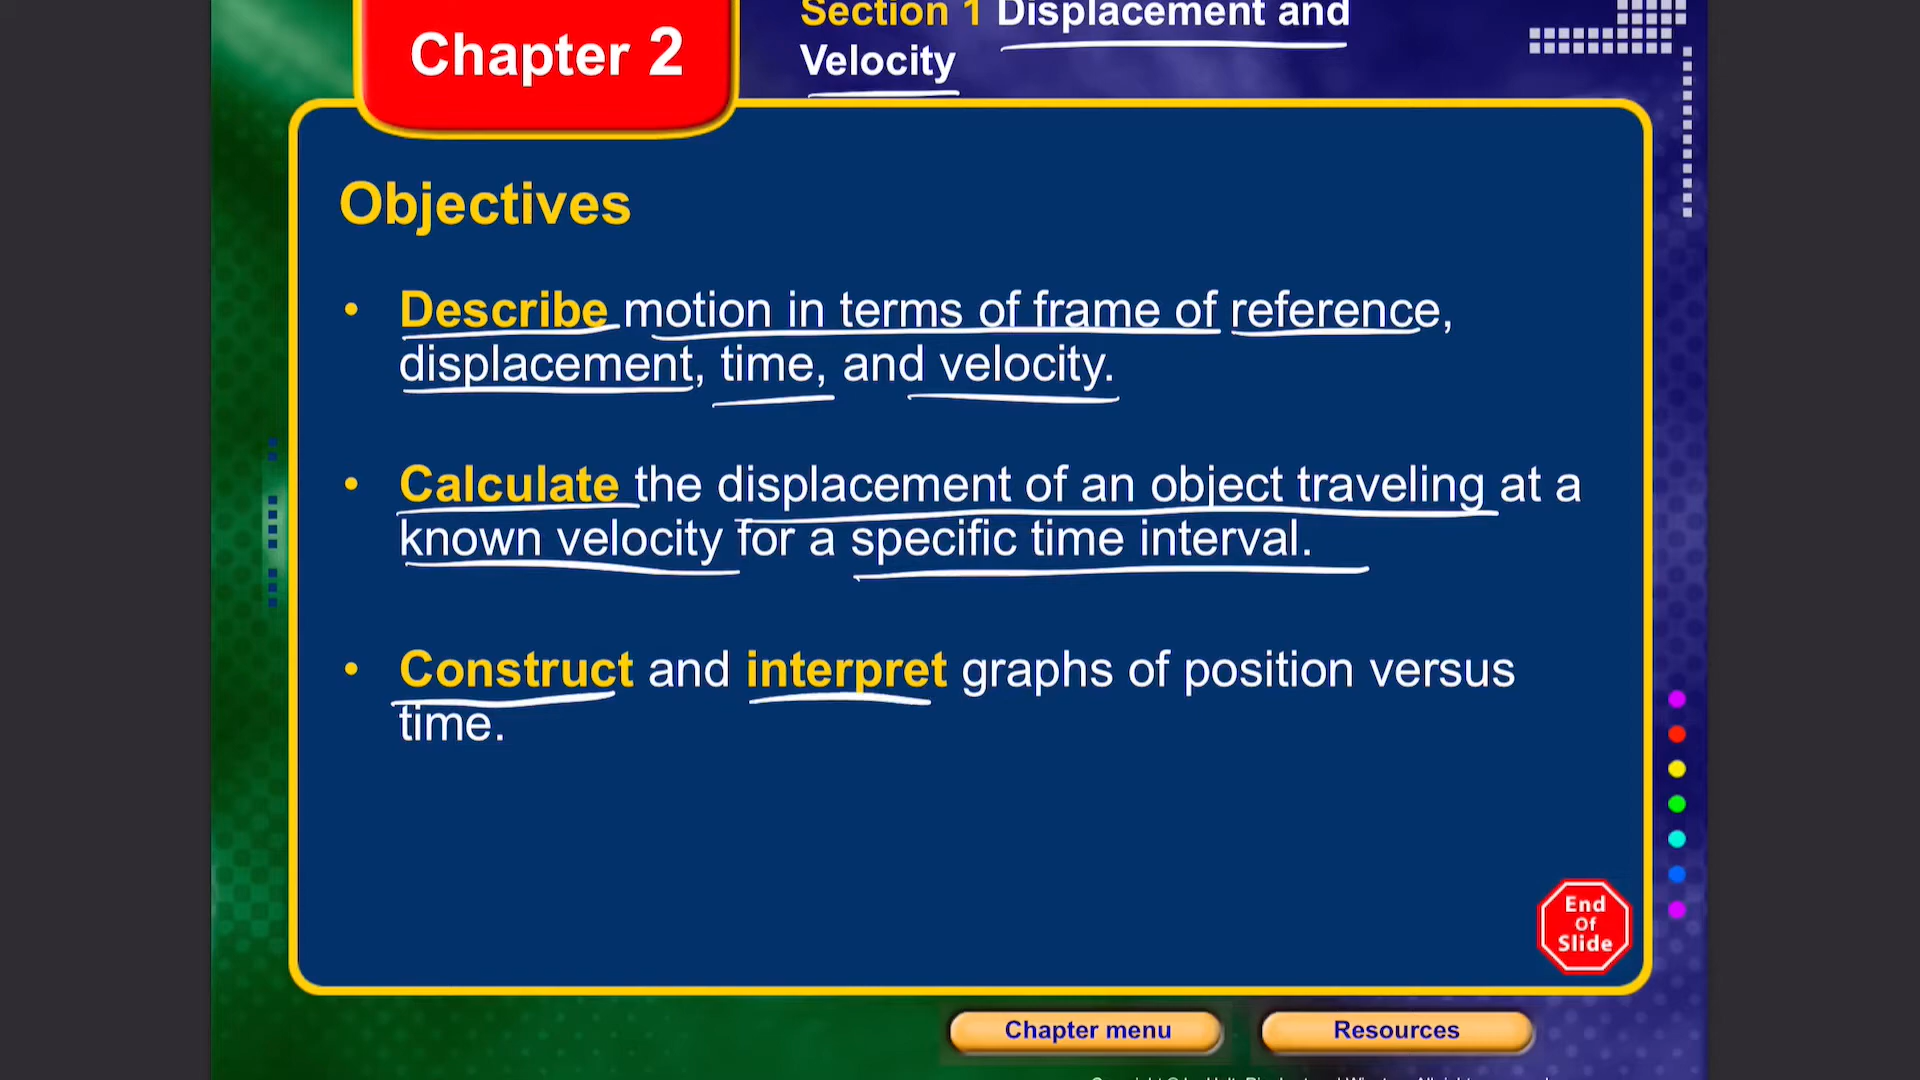 Chapter 2
Section 1 Displacement and
Velocity
Objectives
• Describe motion in terms of frame of reference,
displacement, time, and velocity.
• Calculate the displacement of an object traveling at a
known velocity for a specific time interval.
• Construct and interpret graphs of position versus
time.
End
Of
Slide
Chapter menu
Resources